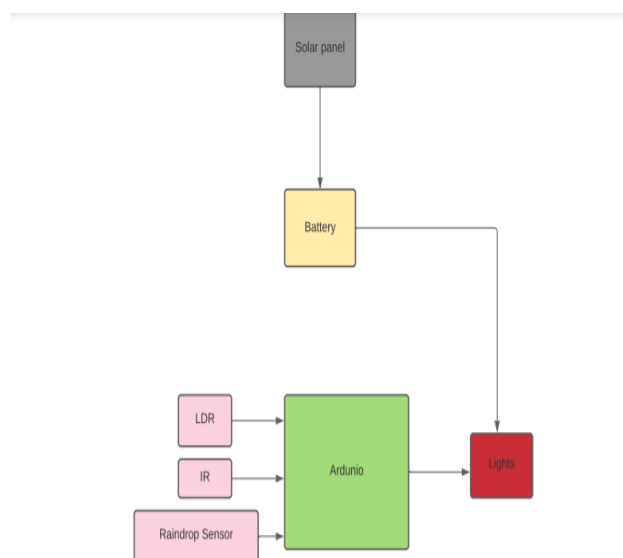 Solar panel
Battery
LDR
IR
Raindrop Sensor
Ardunio
Lights